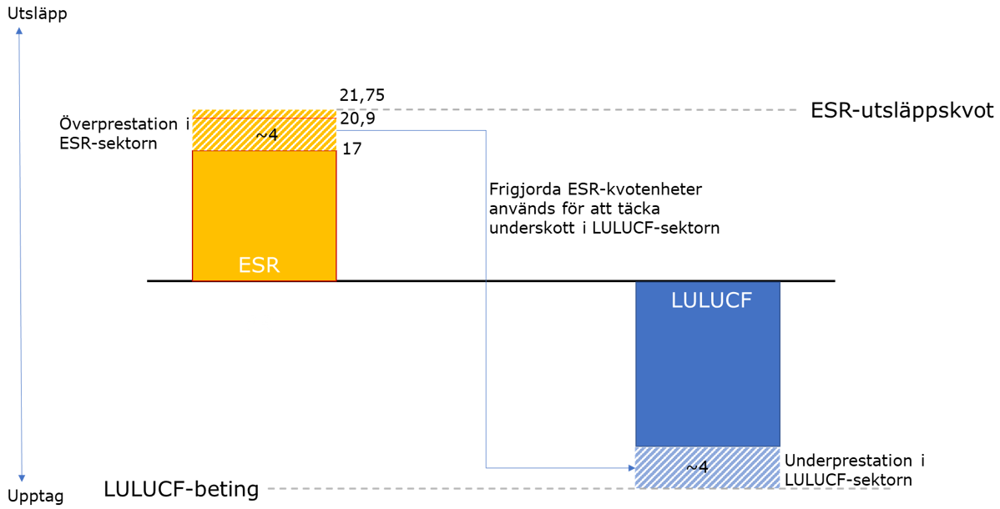 Utsläpp
21,75
ESR-utsläppskvot
Överprestation i
ESR-sektorn
20,9
~4
17
Frigjorda ESR-kvotenheter
används för att täcka
underskott i LULUCF-sektorn
ESR
LULUCF
~4
Underprestation i
LULUCF-sektorn
LULUCF-beting
Upptag